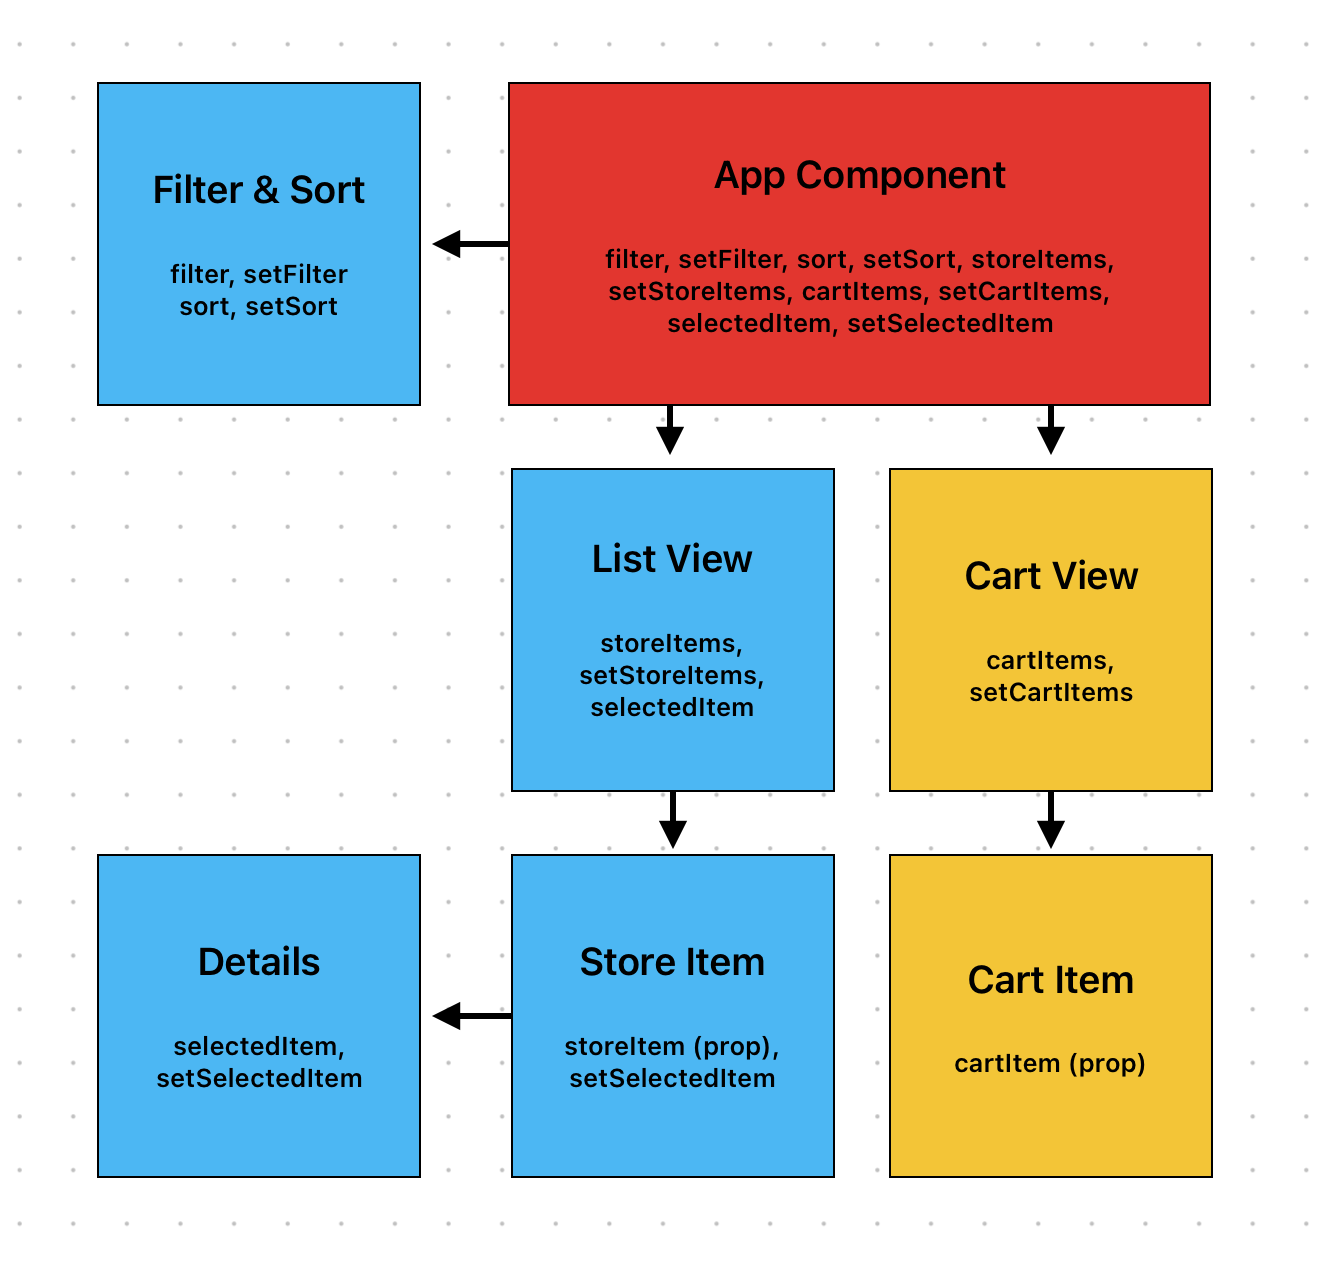 Filter & Sort
filter, setFilter
sort, setSort
App Component
filter, setFilter, sort, setSort, storeItems,
setStoreItems, cartItems, setCartItems,
selectedItem, setSelectedItem
List View
storeItems,
setStoreItems,
selectedItem
Cart View
cartItems,
setCartItems
Details
selectedItem,
setSelectedItem
Store Item
storeItem (prop),
setSelectedItem
Cart Item
cartItem (prop)